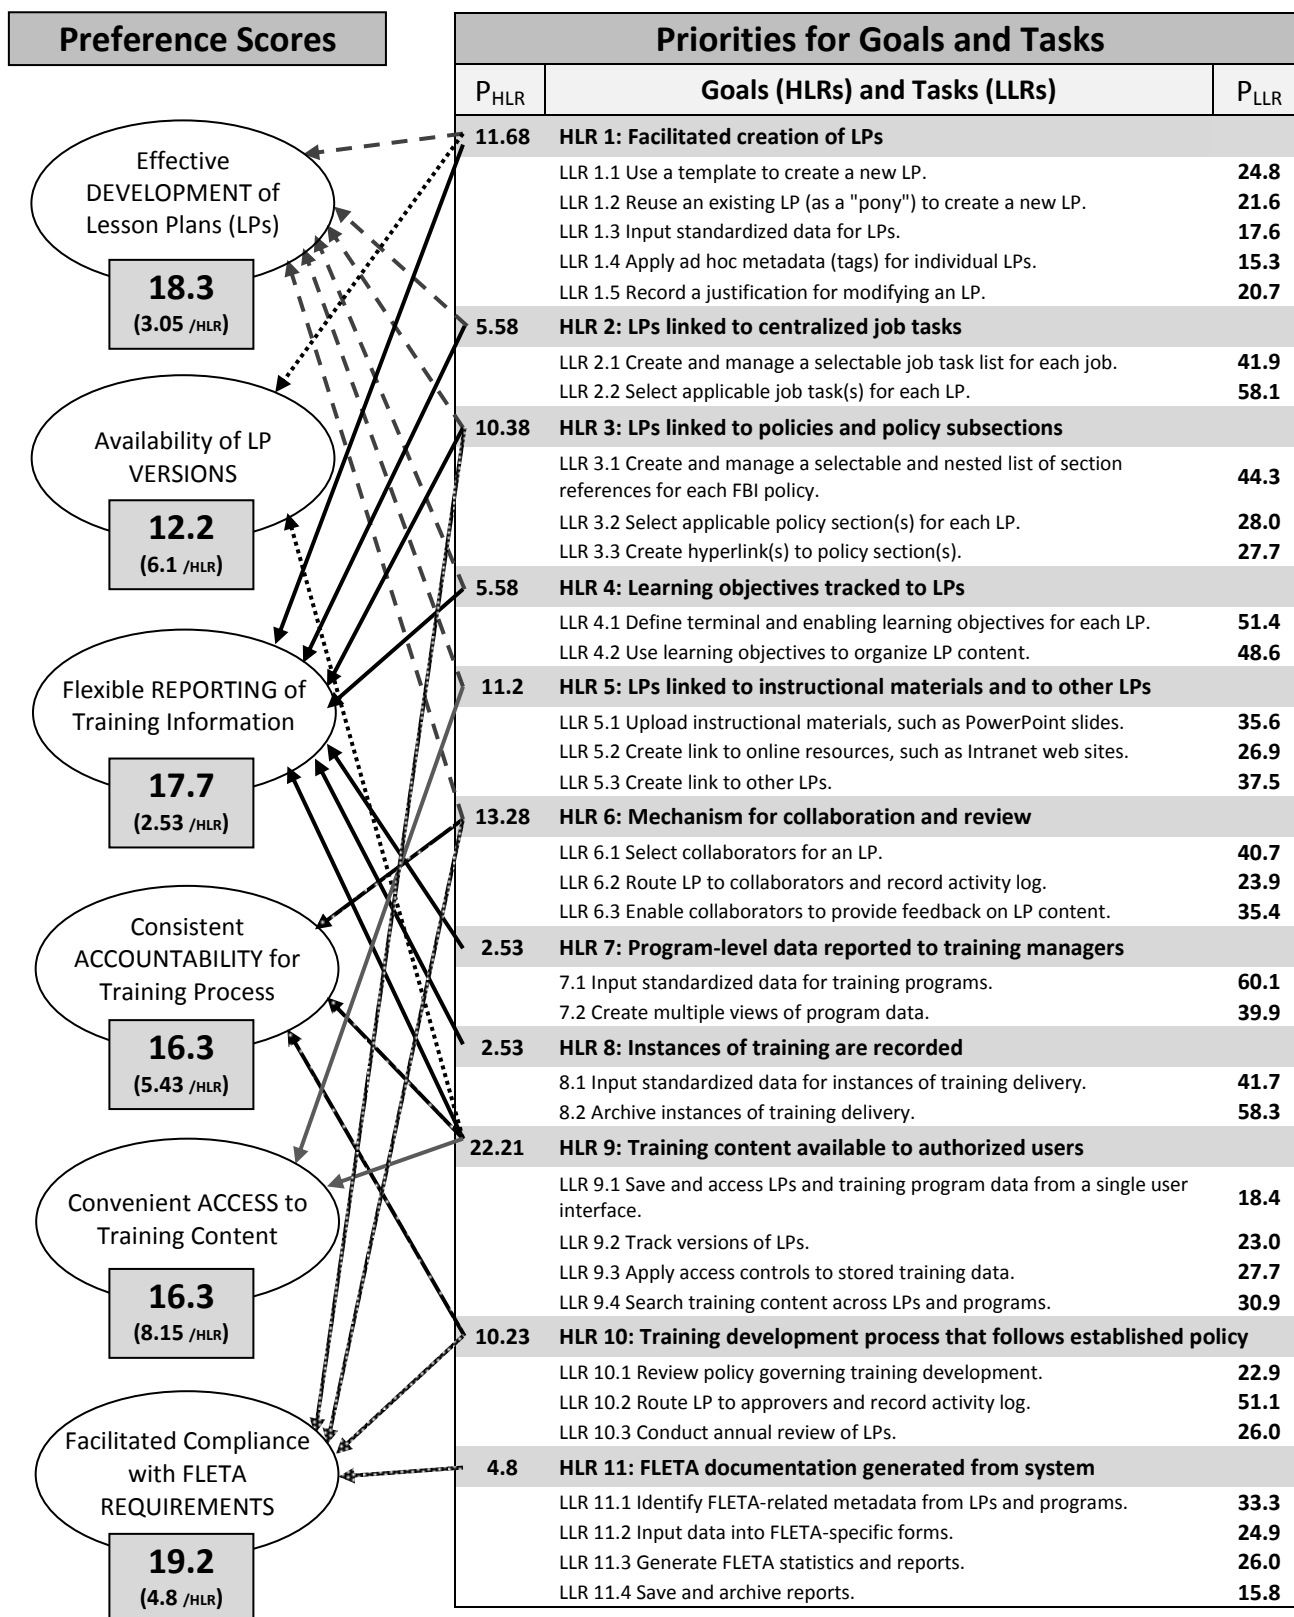 Preference Scores
Effective
DEVELOPMENT of
Lesson Plans (LPs)
18.3
(3.05 /HLR)
Availability of LP
VERSIONS
12.2
(6.1 /HLR)
Flexible REPORTING of
Training Information
17.7
(2.53 /HLR)
Consistent
ACCOUNTABILITY for
Training Process
16.3
(5.43 /HLR)
Convenient ACCESS to
Training Content
16.3
(8.15 /HLR)
Facilitated Compliance
with FLETA
REQUIREMENTS
19.2
(4.8 /HLR)
Priorities for Goals and Tasks
PHLR Goals (HLRs) and Tasks (LLRs) PLLR
11.68 HLR 1: Facilitated creation of LPs
LLR 1.1 Use a template to create a new LP. 24.8
LLR 1.2 Reuse an existing LP (as a "pony") to create a new LP. 21.6
LLR 1.3 Input standardized data for LPs. 17.6
LLR 1.4 Apply ad hoc metadata (tags) for individual LPs. 15.3
LLR 1.5 Record a justification for modifying an LP. 20.7
5.58 HLR 2: LPs linked to centralized job tasks
LLR 2.1 Create and manage a selectable job task list for each job. 41.9
LLR 2.2 Select applicable job task(s) for each LP. 58.1
10.38 HLR 3: LPs linked to policies and policy subsections
LLR 3.1 Create and manage a selectable and nested list of section
references for each FBI policy. 44.3
LLR 3.2 Select applicable policy section(s) for each LP. 28.0
LLR 3.3 Create hyperlink(s) to policy section(s). 27.7
5.58 HLR 4: Learning objectives tracked to LPs
LLR 4.1 Define terminal and enabling learning objectives for each LP. 51.4
LLR 4.2 Use learning objectives to organize LP content. 48.6
11.2 HLR 5: LPs linked to instructional materials and to other LPs
LLR 5.1 Upload instructional materials, such as PowerPoint slides. 35.6
LLR 5.2 Create link to online resources, such as Intranet web sites. 26.9
LLR 5.3 Create link to other LPs. 37.5
13.28 HLR 6: Mechanism for collaboration and review
LLR 6.1 Select collaborators for an LP. 40.7
LLR 6.2 Route LP to collaborators and record activity log. 23.9
LLR 6.3 Enable collaborators to provide feedback on LP content. 35.4
2.53 HLR 7: Program-level data reported to training managers
7.1 Input standardized data for training programs. 60.1
7.2 Create multiple views of program data. 39.9
2.53 HLR 8: Instances of training are recorded
8.1 Input standardized data for instances of training delivery. 41.7
8.2 Archive instances of training delivery. 58.3
22.21 HLR 9: Training content available to authorized users
LLR 9.1 Save and access LPs and training program data from a single user
interface. 18.4
LLR 9.2 Track versions of LPs. 23.0
LLR 9.3 Apply access controls to stored training data. 27.7
LLR 9.4 Search training content across LPs and programs. 30.9
10.23 HLR 10: Training development process that follows established policy
LLR 10.1 Review policy governing training development. 22.9
LLR 10.2 Route LP to approvers and record activity log. 51.1
LLR 10.3 Conduct annual review of LPs. 26.0
4.8 HLR 11: FLETA documentation generated from system
LLR 11.1 Identify FLETA-related metadata from LPs and programs. 33.3
LLR 11.2 Input data into FLETA-specific forms. 24.9
LLR 11.3 Generate FLETA statistics and reports. 26.0
LLR 11.4 Save and archive reports. 15.8